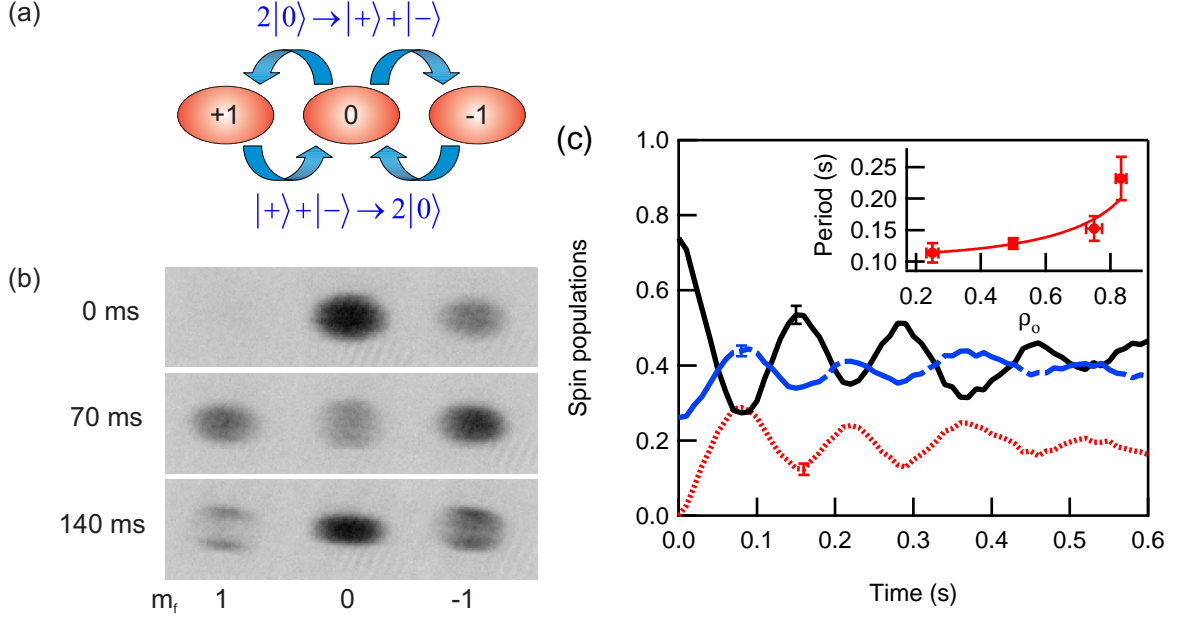 (a)
2|0⟩→|+⟩+|−⟩
+1 0 -1
|+⟩+|−⟩→2|0⟩
(b)
0 ms
70 ms
140 ms
m_f 1 0 -1
(c)
Spin populations
1.0
0.8
0.6
0.4
0.2
0.0
0.0 0.1 0.2 0.3 0.4 0.5 0.6
Time (s)
Period (s)
0.25
0.20
0.15
0.10
0.2 0.4 0.6 0.8
ρ_o